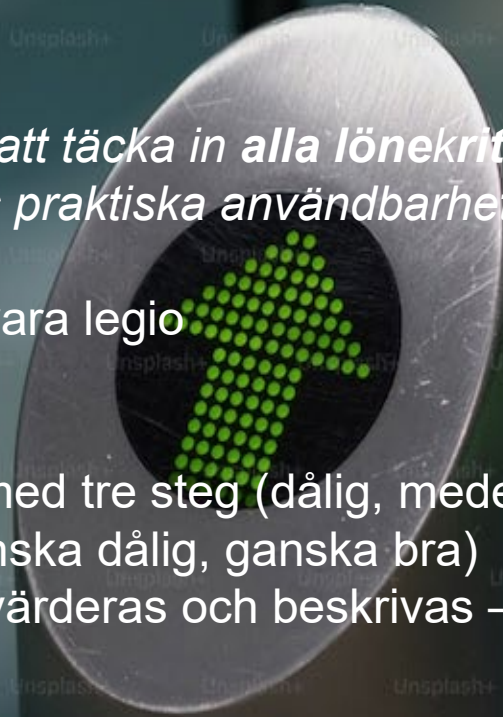 att täcka in alla lönekrit
praktiska användbarhet
ara legio
med tre steg (dålig, mede
nska dålig, ganska bra)
värderas och beskrivas –